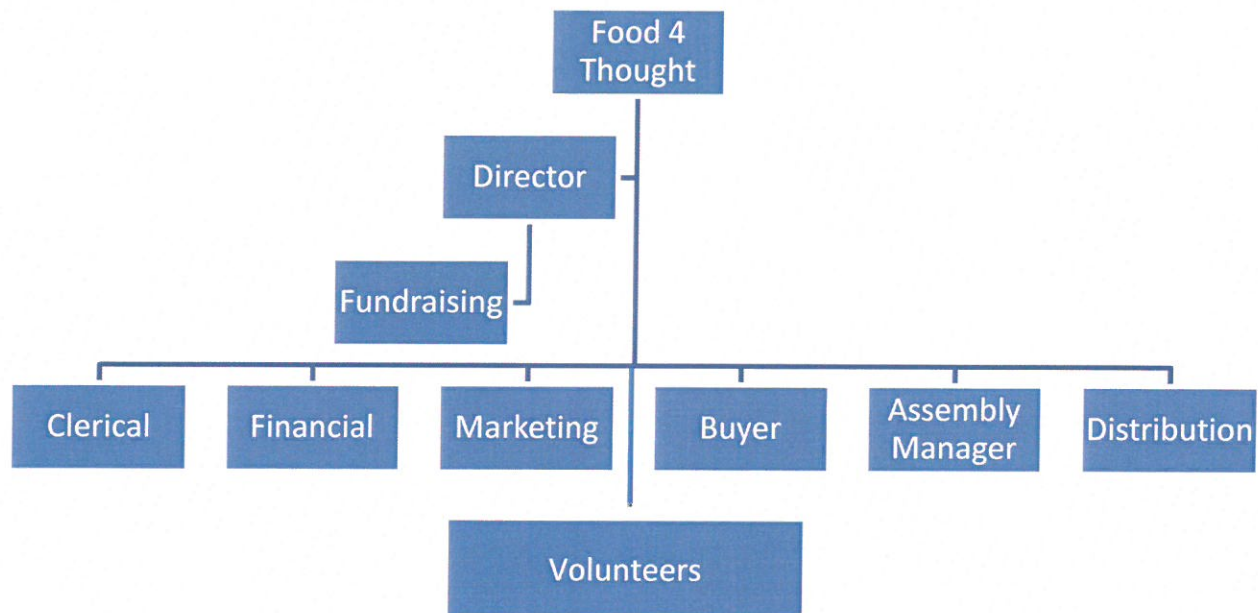 Food 4
Thought
Director
Fundraising
Clerical
Financial
Marketing
Buyer
Assembly
Manager
Distribution
Volunteers